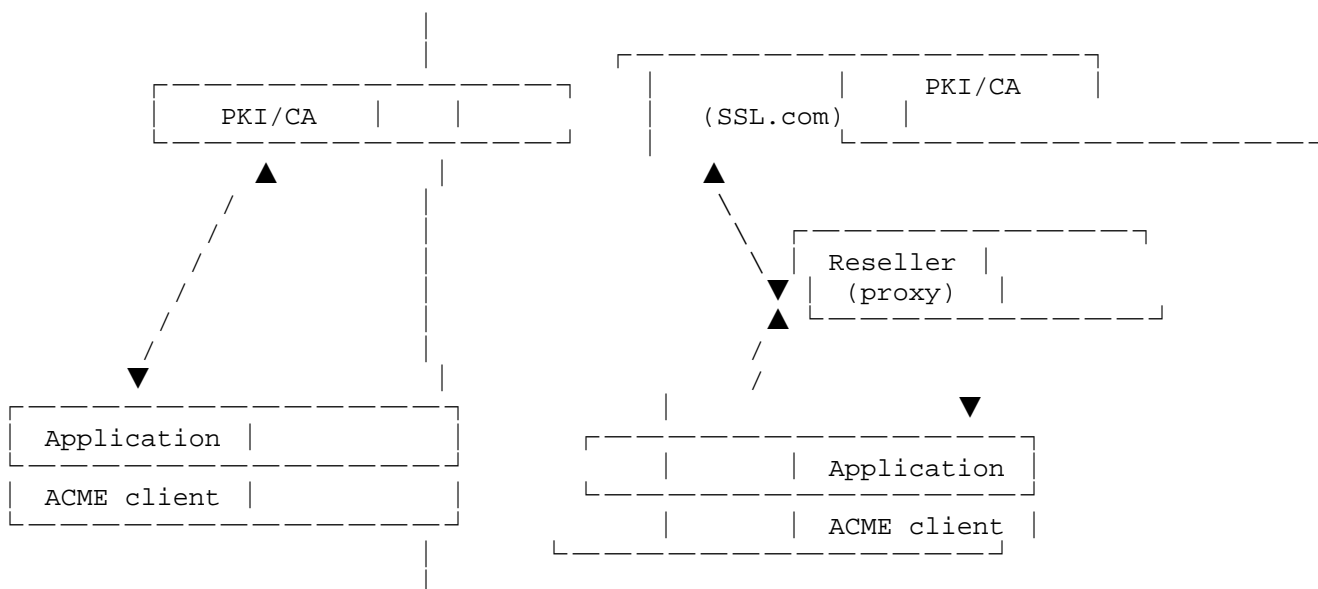 PKI/CA
PKI/CA
(SSL.com)
Reseller
(proxy)
Application
Application
ACME client
ACME client